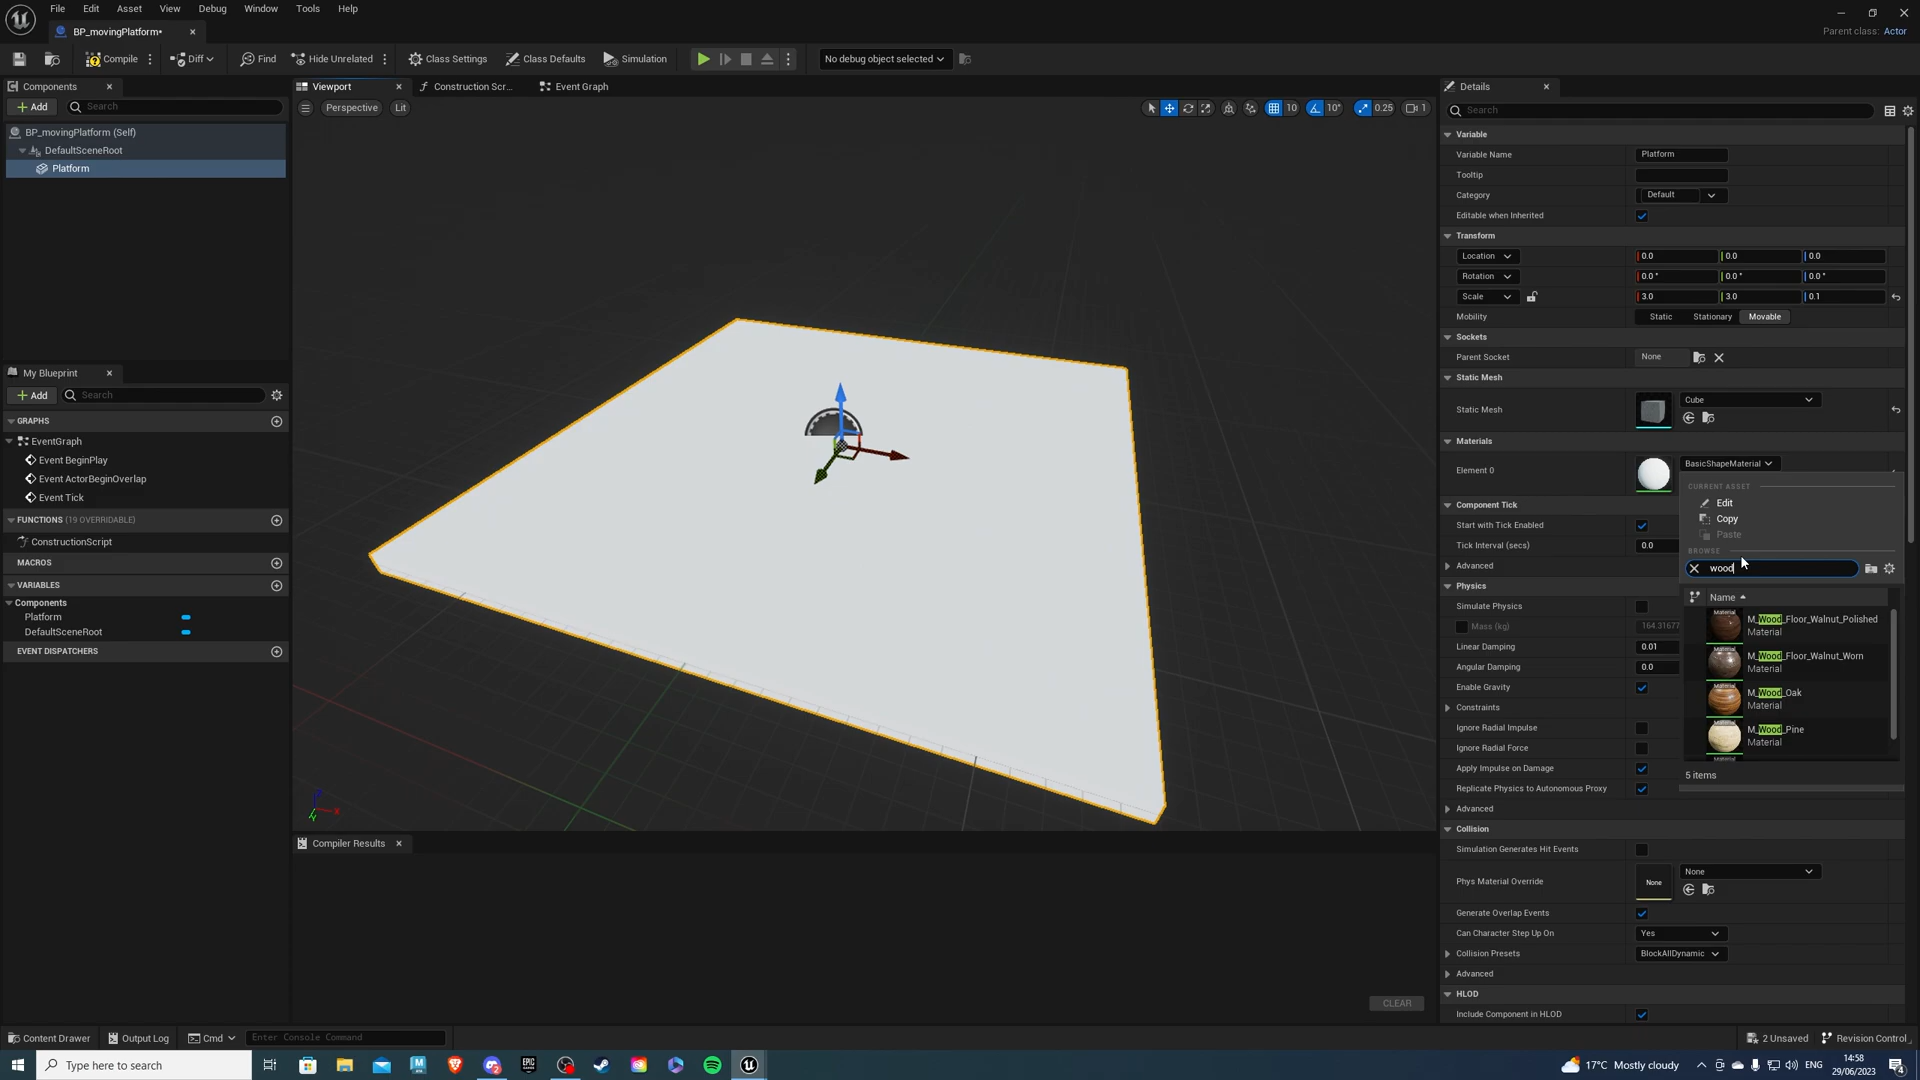 File Edit Asset View Debug Window Tools Help
BP_movingPlatform*
Parent class: Actor
Compile Diff Find Hide Unrelated Class Settings Class Defaults Simulation No debug object selected
Components
Viewport Construction Scr... Event Graph
Details
Add Search
Perspective Lit
10 10° 0.25 1
Search
BP_movingPlatform (Self)
DefaultSceneRoot
Platform
My Blueprint
Add Search
GRAPHS
EventGraph
Event BeginPlay
Event ActorBeginOverlap
Event Tick
FUNCTIONS (19 OVERRIDABLE)
ConstructionScript
MACROS
VARIABLES
Components
Platform
DefaultSceneRoot
EVENT DISPATCHERS
X
Y
Compiler Results
CLEAR
Variable
Variable Name Platform
Tooltip
Category Default
Editable when Inherited
Transform
Location 0.0 0.0 0.0
Rotation 0.0 ° 0.0 ° 0.0 °
Scale 3.0 3.0 0.1
Mobility Static Stationary Movable
Sockets
Parent Socket None
Static Mesh
Static Mesh Cube
Materials
Element 0 BasicShapeMaterial
CURRENT ASSET
Edit
Copy
Paste
BROWSE
wood
Name
M_Wood_Floor_Walnut_Polished
Material
M_Wood_Floor_Walnut_Worn
Material
M_Wood_Oak
Material
M_Wood_Pine
Material
5 items
Component Tick
Start with Tick Enabled
Tick Interval (secs) 0.0
Advanced
Physics
Simulate Physics
Mass (kg) 164.31677
Linear Damping 0.01
Angular Damping 0.0
Enable Gravity
Constraints
Ignore Radial Impulse
Ignore Radial Force
Apply Impulse on Damage
Replicate Physics to Autonomous Proxy
Advanced
Collision
Simulation Generates Hit Events
Phys Material Override None None
Generate Overlap Events
Can Character Step Up On Yes
Collision Presets BlockAllDynamic
Advanced
HLOD
Include Component in HLOD
Content Drawer Output Log Cmd Enter Console Command
2 Unsaved Revision Control
Type here to search
17°C Mostly cloudy
ENG
14:58
29/06/2023
4